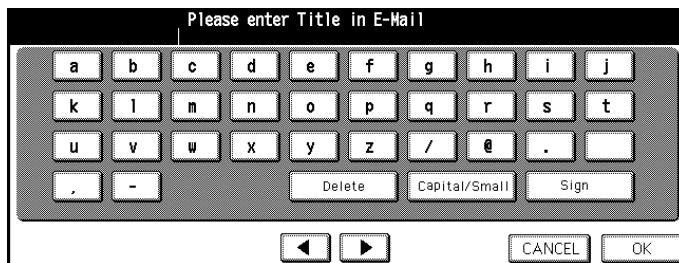 Please enter Title in E-Mail
a b c d e f g h i j
k l m n o p q r s t
u v w x y z / @ .
, - Delete Capital/Small Sign
CANCEL OK